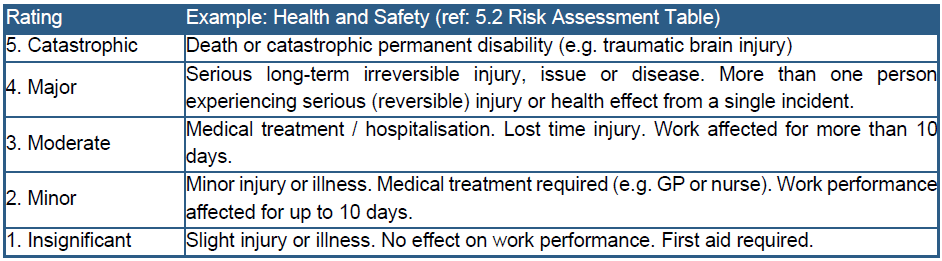 Rating Example: Health and Safety (ref: 5.2 Risk Assessment Table)
5. Catastrophic Death or catastrophic permanent disability (e.g. traumatic brain injury)
4. Major Serious long-term irreversible injury, issue or disease. More than one person
experiencing serious (reversible) injury or health effect from a single incident.
3. Moderate Medical treatment / hospitalisation. Lost time injury. Work affected for more than 10
days.
2. Minor Minor injury or illness. Medical treatment required (e.g. GP or nurse). Work performance
affected for up to 10 days.
1. Insignificant Slight injury or illness. No effect on work performance. First aid required.